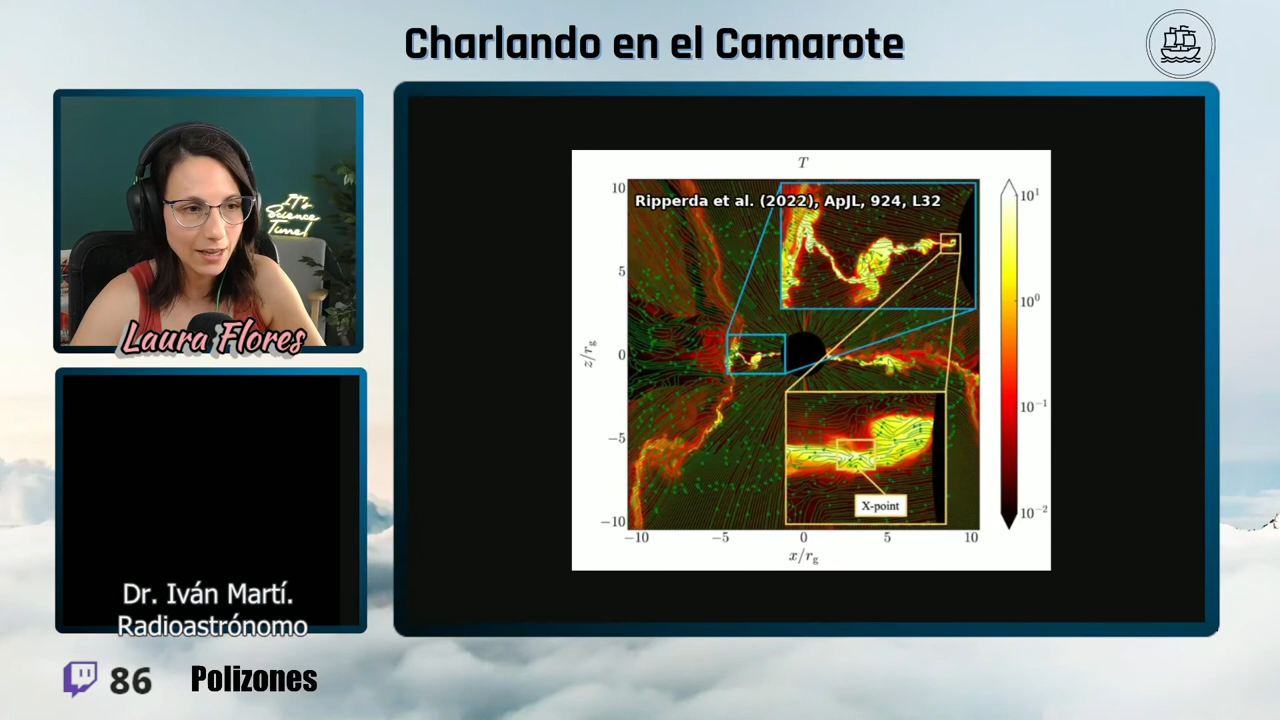 Charlando en el Camarote
IT'S
Science
Time!
Laura Flores
Dr. Iván Martí.
Radioastrónomo
86
Polizones
T
Ripperda et al. (2022), ApJL, 924, L32
10
5
0
−5
−10
z/r_g
−10
−5
0
5
10
x/r_g
X-point
10¹
10⁰
10⁻¹
10⁻²